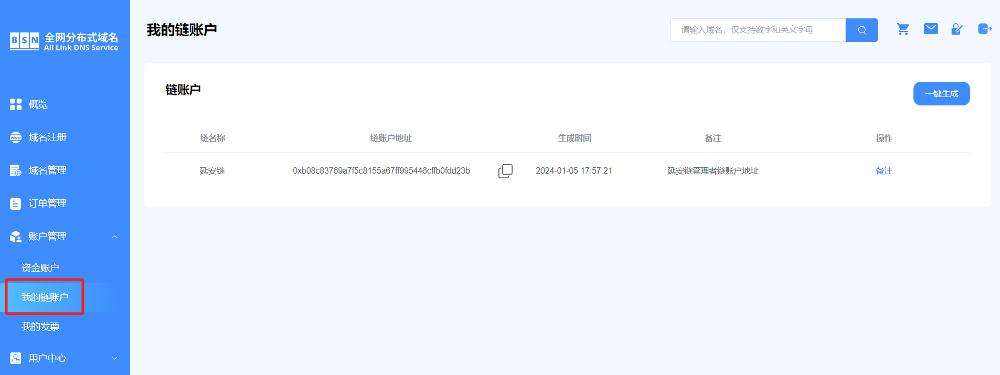 BSN 全网分布式域名
All Link DNS Service
概览
www 域名注册
域名管理
订单管理
账户管理
资金账户
我的链账户
我的发票
用户中心
我的链账户
请输入域名，仅支持数字和英文字母
链账户
一键生成
链名称 链账户地址 生成时间 备注 操作
延安链 0xb08c83769a7f5c8155a67ff995446cffb0fdd23b 2024-01-05 17:57:21 延安链管理者链账户地址 备注